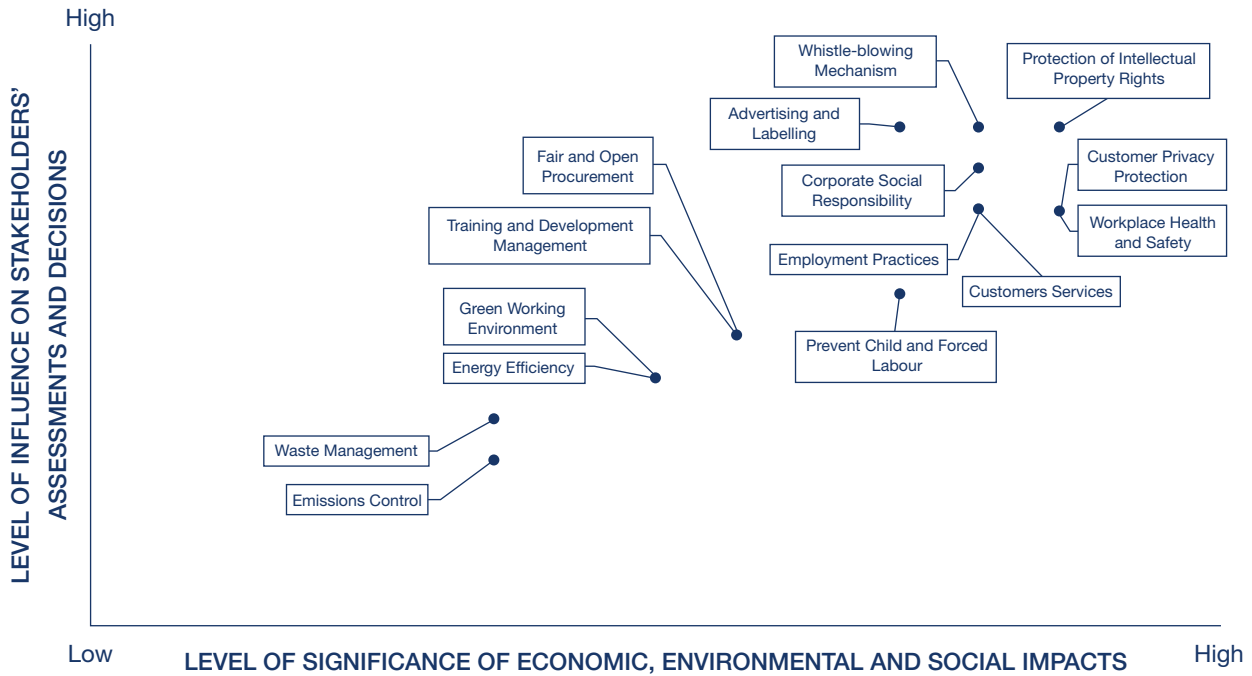 High
LEVEL OF INFLUENCE ON STAKEHOLDERS'
ASSESSMENTS AND DECISIONS
Whistle-blowing
Mechanism
Protection of Intellectual
Property Rights
Advertising and
Labelling
Fair and Open
Procurement
Customer Privacy
Protection
Corporate Social
Responsibility
Training and Development
Management
Workplace Health
and Safety
Employment Practices
Customers Services
Green Working
Environment
Prevent Child and Forced
Labour
Energy Efficiency
Waste Management
Emissions Control
Low
LEVEL OF SIGNIFICANCE OF ECONOMIC, ENVIRONMENTAL AND SOCIAL IMPACTS
High